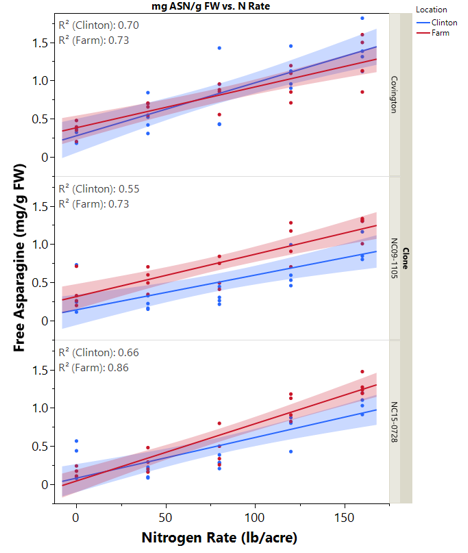 mg ASN/g FW vs. N Rate
Location
Clinton
Farm
R² (Clinton): 0.70
R² (Farm): 0.73
1.5
1.0
0.5
0
Covington
R² (Clinton): 0.55
R² (Farm): 0.73
1.5
1.0
0.5
0
NC09-1105
Clone
R² (Clinton): 0.66
R² (Farm): 0.86
1.5
1.0
0.5
0
NC15-0728
Free Asparagine (mg/g FW)
0 50 100 150
Nitrogen Rate (lb/acre)